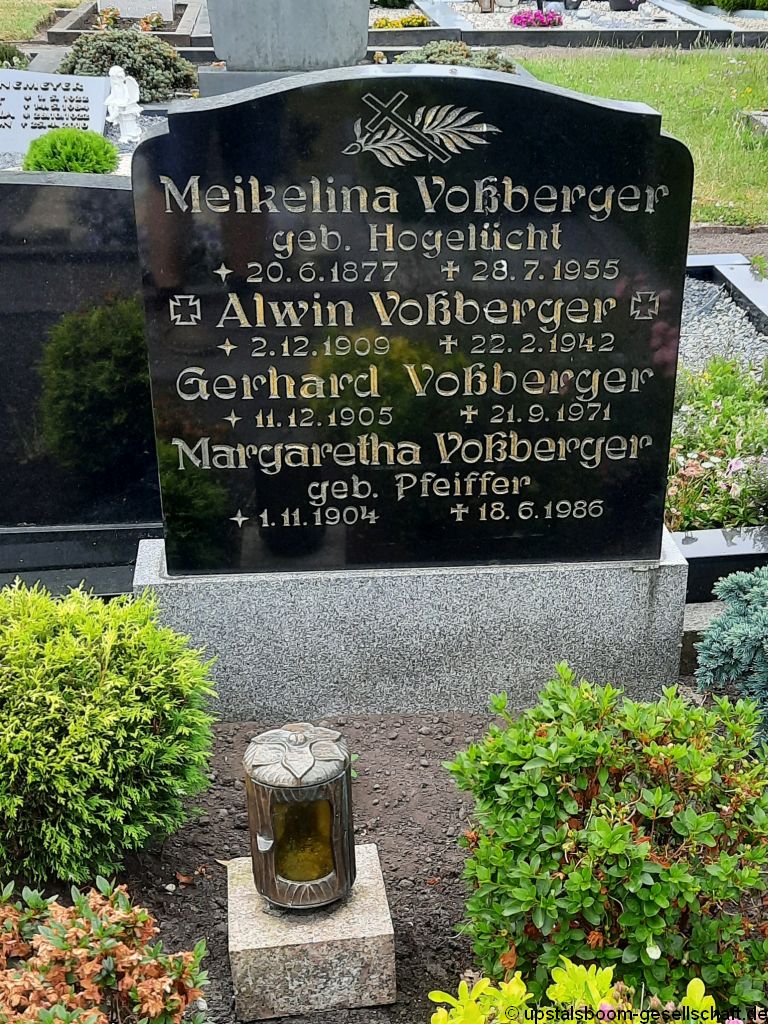 NEMEYER
Meikelina Voßberger
geb. Hogelücht
20.6.1877 28.7.1955
Alwin Voßberger
2.12.1909 22.2.1942
Gerhard Voßberger
11.12.1905 21.9.1971
Margaretha Voßberger
geb. Pfeiffer
1.11.1904 18.6.1986
© upstalsboom-gesellschaft.de